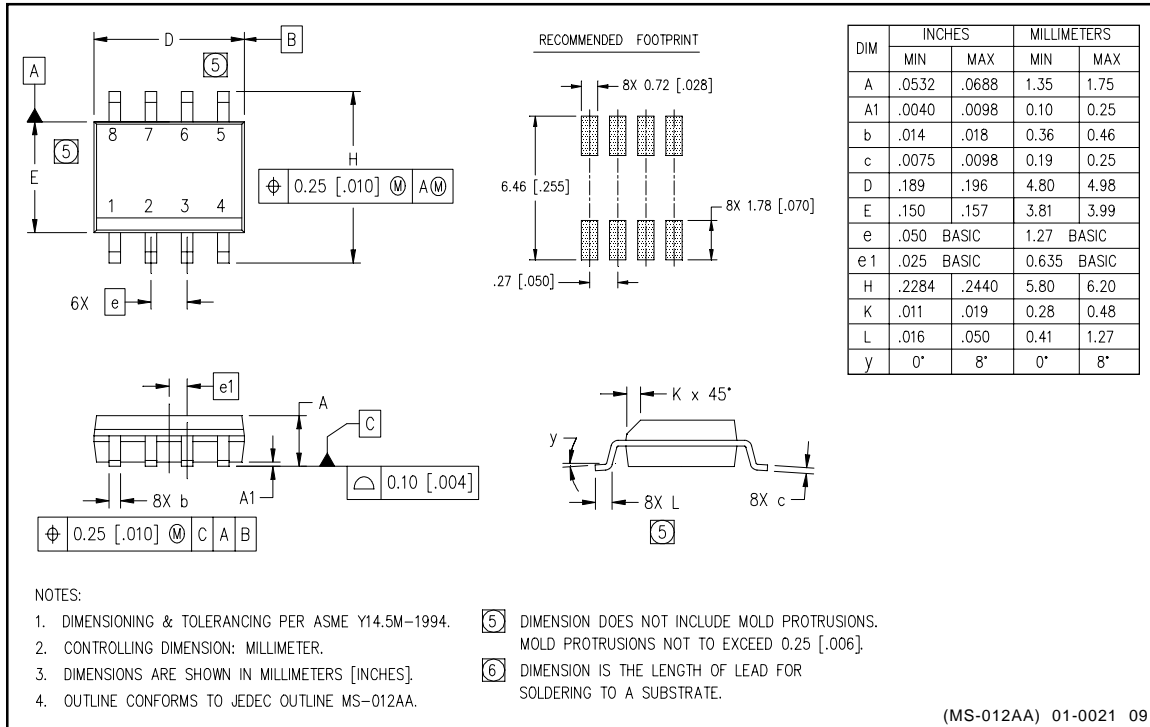 D
B
5
A
8 7 6 5
5
E
H
⌖ 0.25 [.010] Ⓜ AⓂ
1 2 3 4
6X e
RECOMMENDED FOOTPRINT
8X 0.72 [.028]
6.46 [.255]
8X 1.78 [.070]
.27 [.050]
DIM INCHES MILLIMETERS
MIN MAX MIN MAX
A .0532 .0688 1.35 1.75
A1 .0040 .0098 0.10 0.25
b .014 .018 0.36 0.46
c .0075 .0098 0.19 0.25
D .189 .196 4.80 4.98
E .150 .157 3.81 3.99
e .050 BASIC 1.27 BASIC
e1 .025 BASIC 0.635 BASIC
H .2284 .2440 5.80 6.20
K .011 .019 0.28 0.48
L .016 .050 0.41 1.27
y 0° 8° 0° 8°
e1
A
C
⌓ 0.10 [.004]
8X b
A1
⌖ 0.25 [.010] Ⓜ C A B
K x 45°
y
8X L
8X c
5
NOTES:
1. DIMENSIONING & TOLERANCING PER ASME Y14.5M-1994.
2. CONTROLLING DIMENSION: MILLIMETER.
3. DIMENSIONS ARE SHOWN IN MILLIMETERS [INCHES].
4. OUTLINE CONFORMS TO JEDEC OUTLINE MS-012AA.
5 DIMENSION DOES NOT INCLUDE MOLD PROTRUSIONS.
MOLD PROTRUSIONS NOT TO EXCEED 0.25 [.006].
6 DIMENSION IS THE LENGTH OF LEAD FOR
SOLDERING TO A SUBSTRATE.
(MS-012AA) 01-0021 09